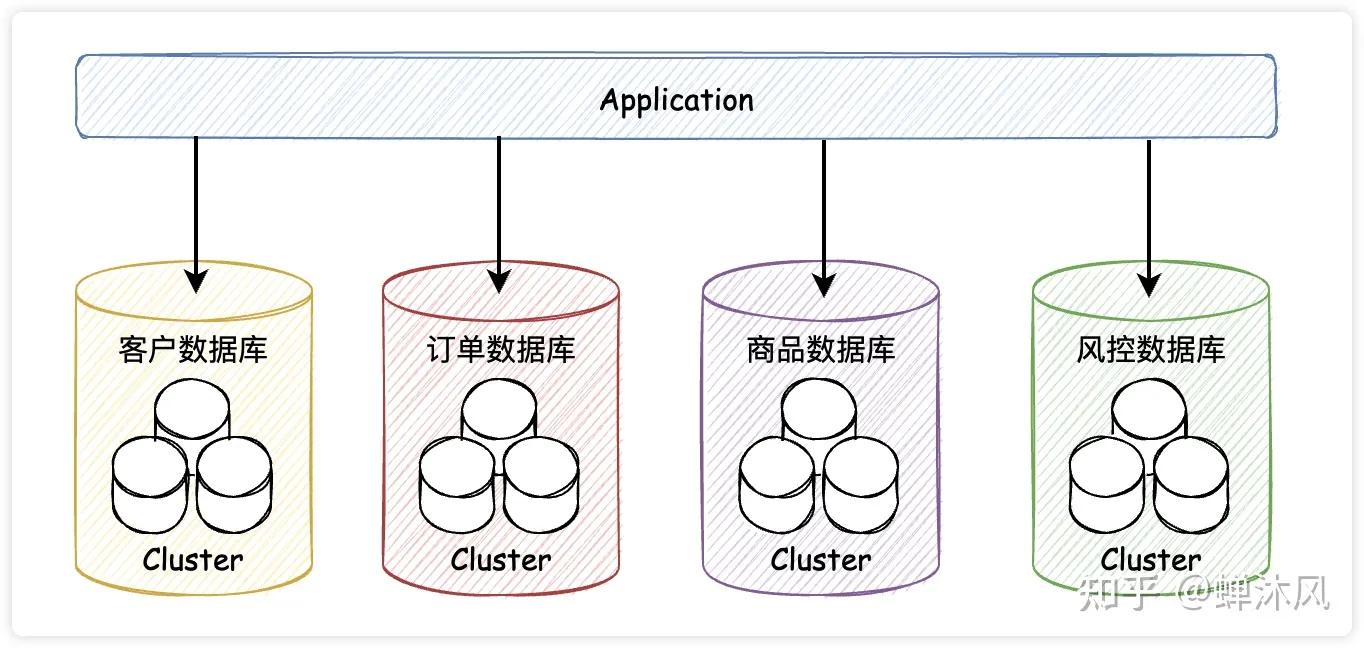 Application
客户数据库
订单数据库
商品数据库
风控数据库
Cluster
Cluster
Cluster
Cluster
知乎 @蝉沐风